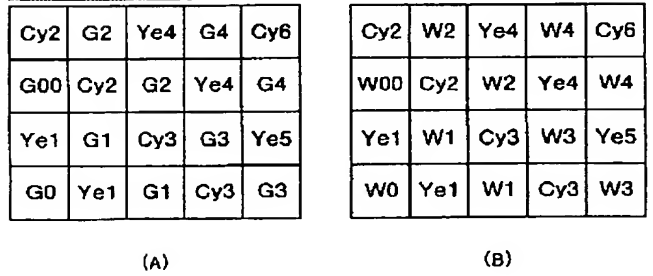 Cy2 G2 Ye4 G4 Cy6
G00 Cy2 G2 Ye4 G4
Ye1 G1 Cy3 G3 Ye5
G0 Ye1 G1 Cy3 G3
(A)
Cy2 W2 Ye4 W4 Cy6
W00 Cy2 W2 Ye4 W4
Ye1 W1 Cy3 W3 Ye5
W0 Ye1 W1 Cy3 W3
(B)